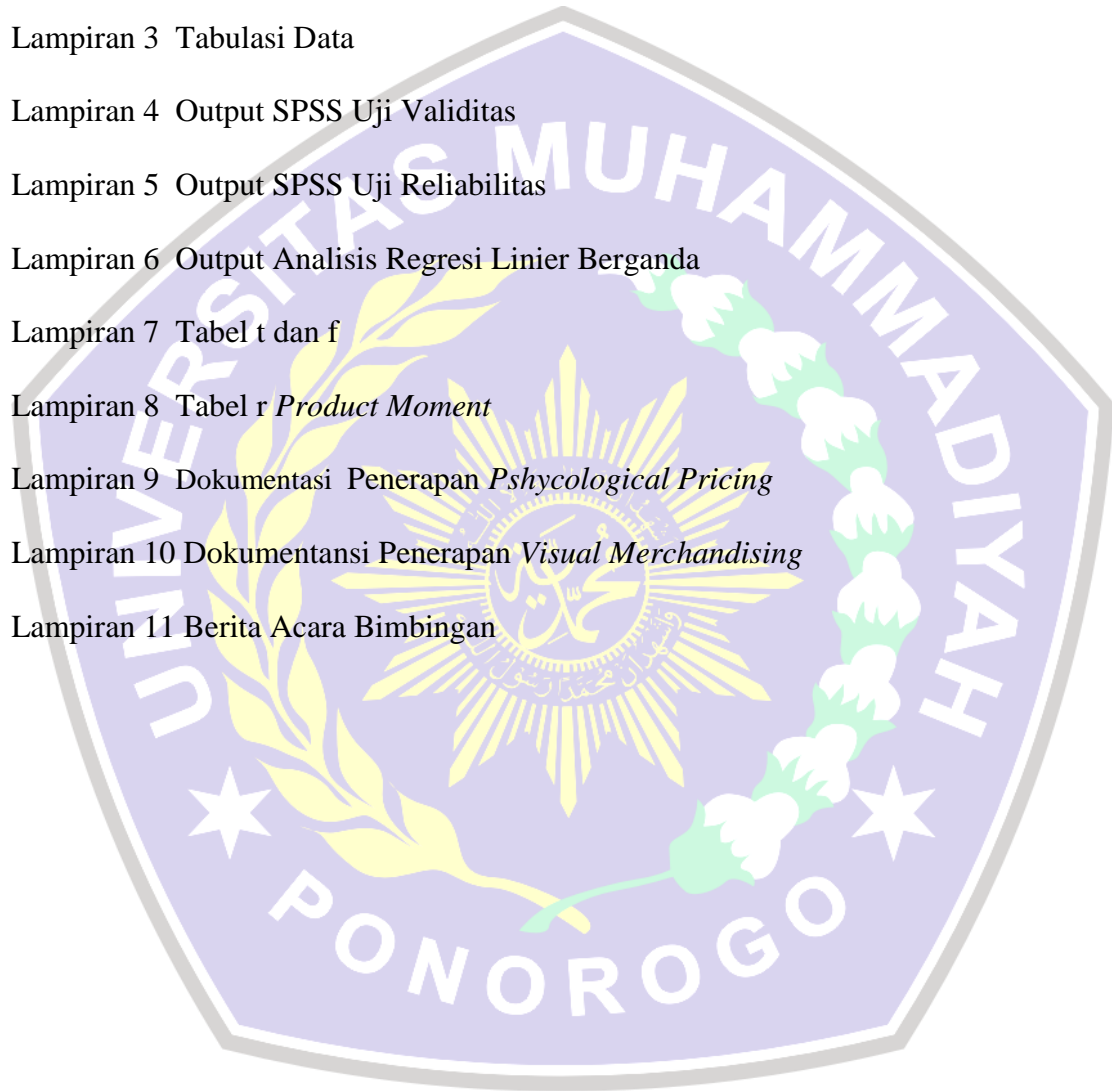 Lampiran 3 Tabulasi Data
Lampiran 4 Output SPSS Uji Validitas
Lampiran 5 Output SPSS Uji Reliabilitas
Lampiran 6 Output Analisis Regresi Linier Berganda
Lampiran 7 Tabel t dan f
Lampiran 8 Tabel r Product Moment
Lampiran 9 Dokumentasi Penerapan Pshycological Pricing
Lampiran 10 Dokumentansi Penerapan Visual Merchandising
Lampiran 11 Berita Acara Bimbingan
UNIVERSITAS MUHAMMADIYAH
PONOROGO
محمد